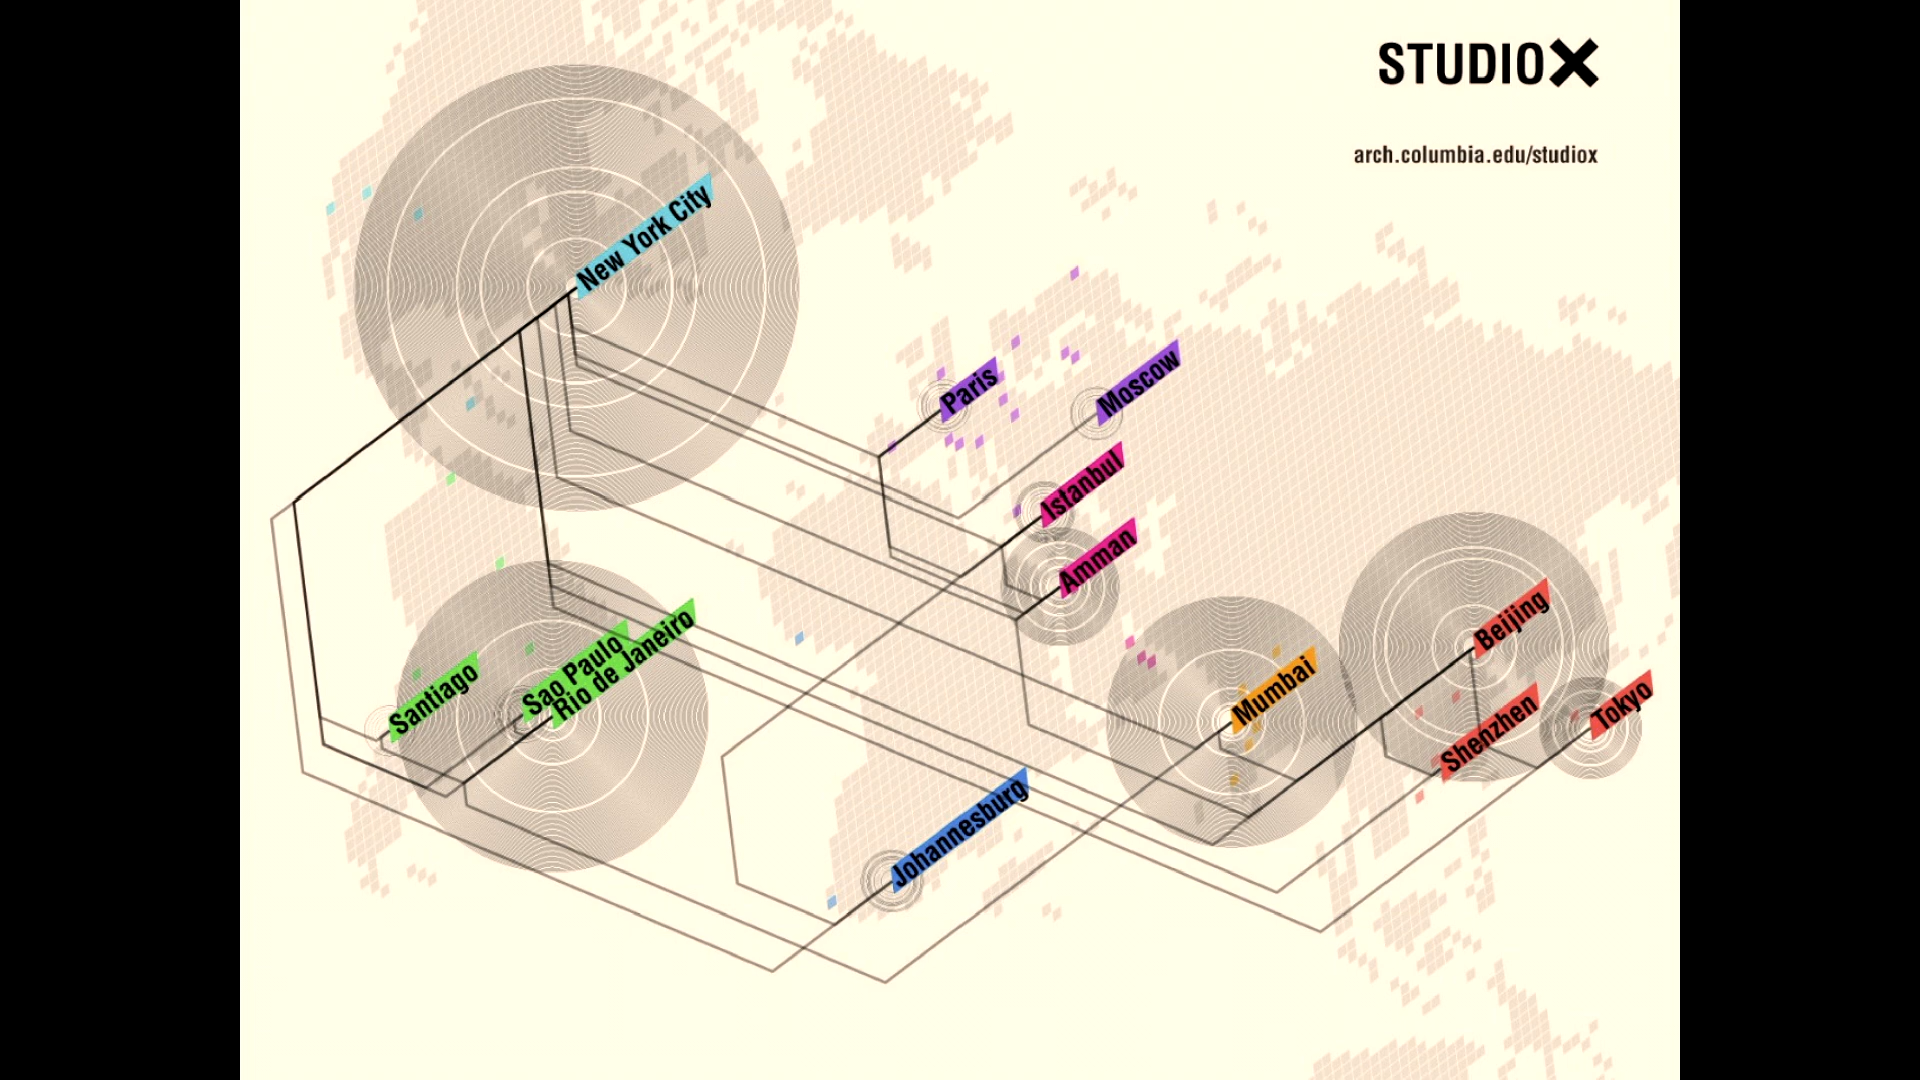 STUDIOX
arch.columbia.edu/studiox
New York City
Paris
Moscow
Istanbul
Amman
Beijing
Sao Paulo
Rio de Janeiro
Santiago
Mumbai
Shenzhen
Tokyo
Johannesburg